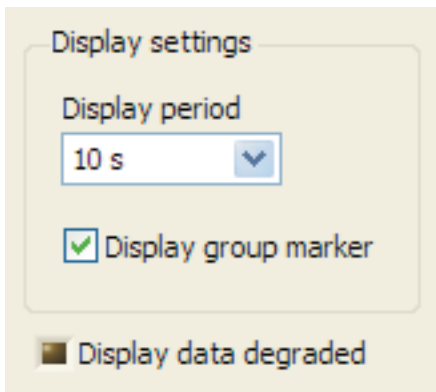 Display settings
Display period
10 s
Display group marker
Display data degraded